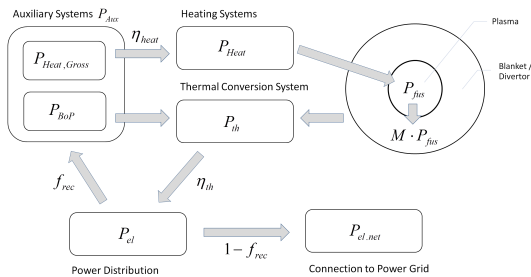 Auxiliary Systems P_Aux
Heating Systems
Plasma
η_heat
P_Heat,Gross
P_Heat
Blanket / Divertor
P_fus
Thermal Conversion System
P_BoP
P_th
M · P_fus
f_rec
η_th
P_el
P_el.net
1 − f_rec
Power Distribution
Connection to Power Grid